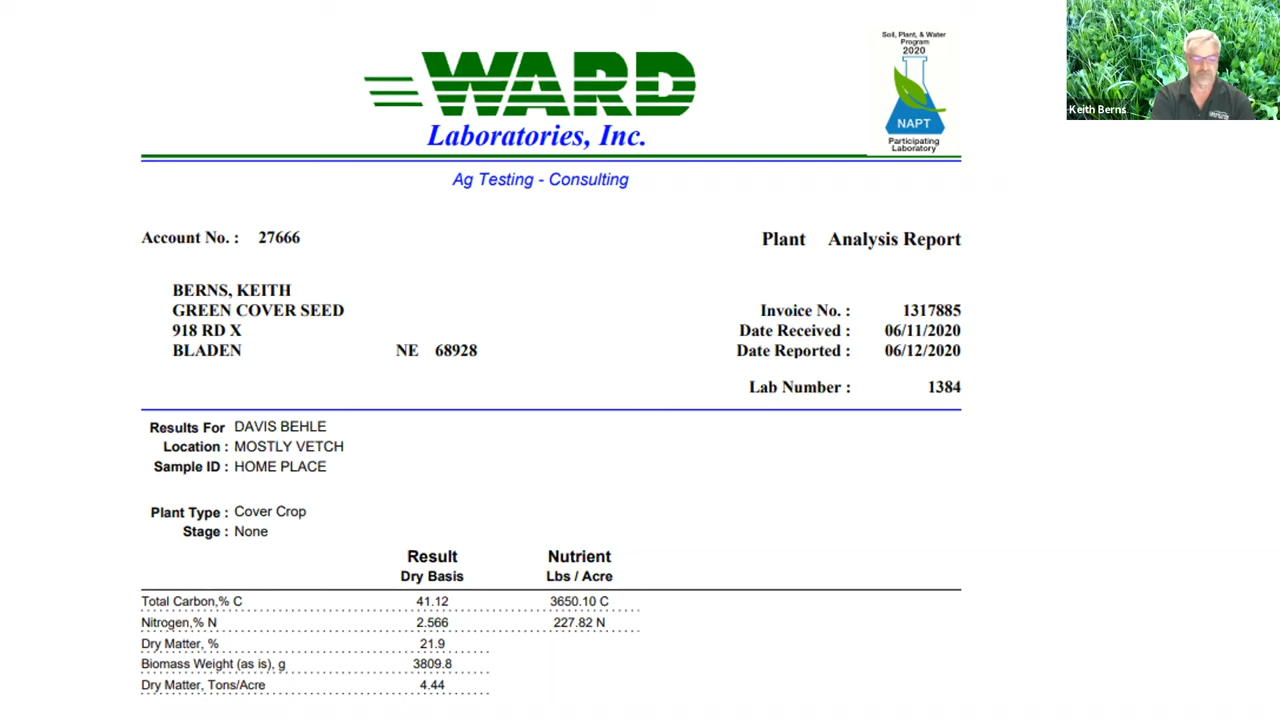 Soil, Plant, & Water
Program
2020
NAPT
Participating
Laboratory
WARD
Laboratories, Inc.
Ag Testing - Consulting
Keith Berns
Account No. : 27666
Plant Analysis Report
BERNS, KEITH
GREEN COVER SEED
918 RD X
BLADEN NE 68928
Invoice No. : 1317885
Date Received : 06/11/2020
Date Reported : 06/12/2020
Lab Number : 1384
Results For DAVIS BEHLE
Location : MOSTLY VETCH
Sample ID : HOME PLACE
Plant Type : Cover Crop
Stage : None
Result Nutrient
Dry Basis Lbs / Acre
Total Carbon,% C 41.12 3650.10 C
Nitrogen,% N 2.566 227.82 N
Dry Matter, % 21.9
Biomass Weight (as is), g 3809.8
Dry Matter, Tons/Acre 4.44